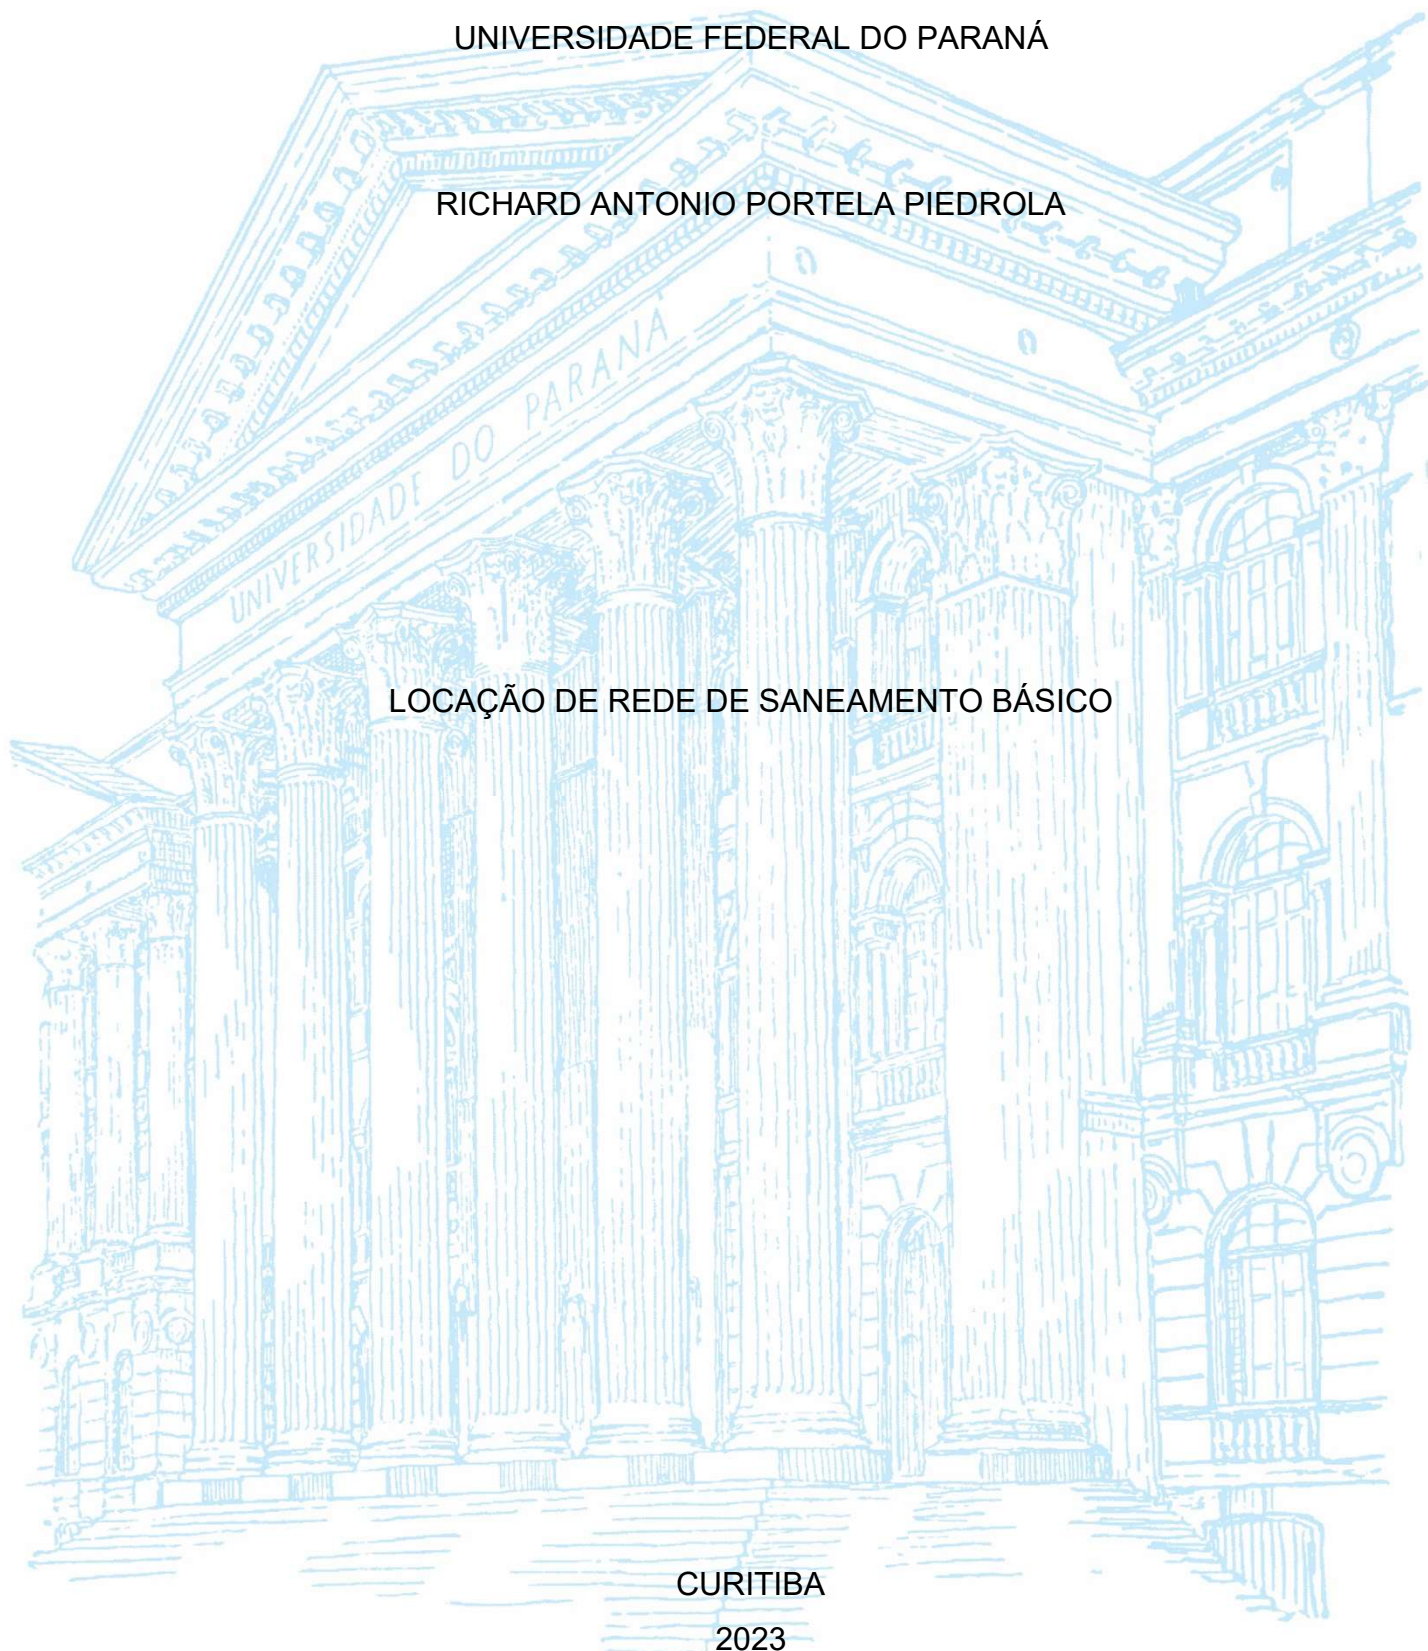 UNIVERSIDADE FEDERAL DO PARANÁ
RICHARD ANTONIO PORTELA PIEDROLA
UNIVERSIDADE DO PARANÁ
LOCAÇÃO DE REDE DE SANEAMENTO BÁSICO
CURITIBA
2023